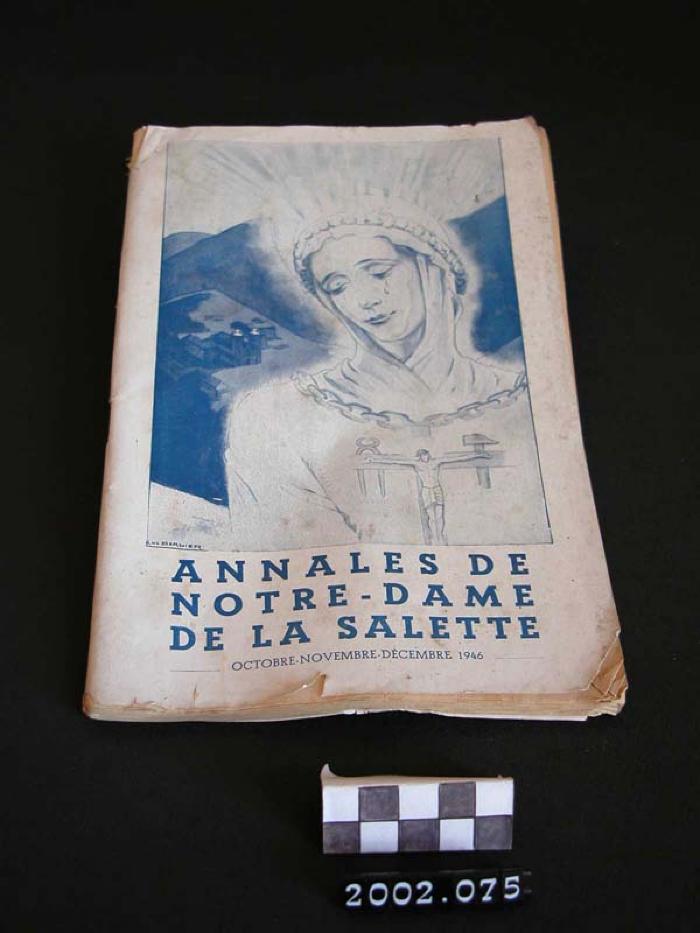 ANNALES DE
NOTRE-DAME
DE LA SALETTE
OCTOBRE-NOVEMBRE-DÉCEMBRE 1946
2002.075